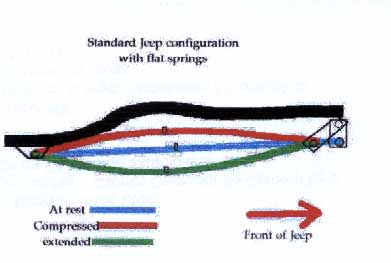 Standard Jeep configuration
with flat springs
At rest
Compressed
extended
Front of Jeep